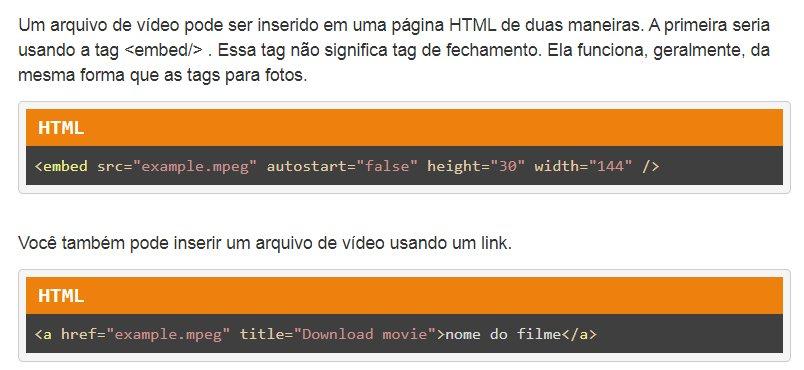 Um arquivo de vídeo pode ser inserido em uma página HTML de duas maneiras. A primeira seria
usando a tag <embed/> . Essa tag não significa tag de fechamento. Ela funciona, geralmente, da
mesma forma que as tags para fotos.
HTML
<embed src="example.mpeg" autostart="false" height="30" width="144" />
Você também pode inserir um arquivo de vídeo usando um link.
HTML
<a href="example.mpeg" title="Download movie">nome do filme</a>